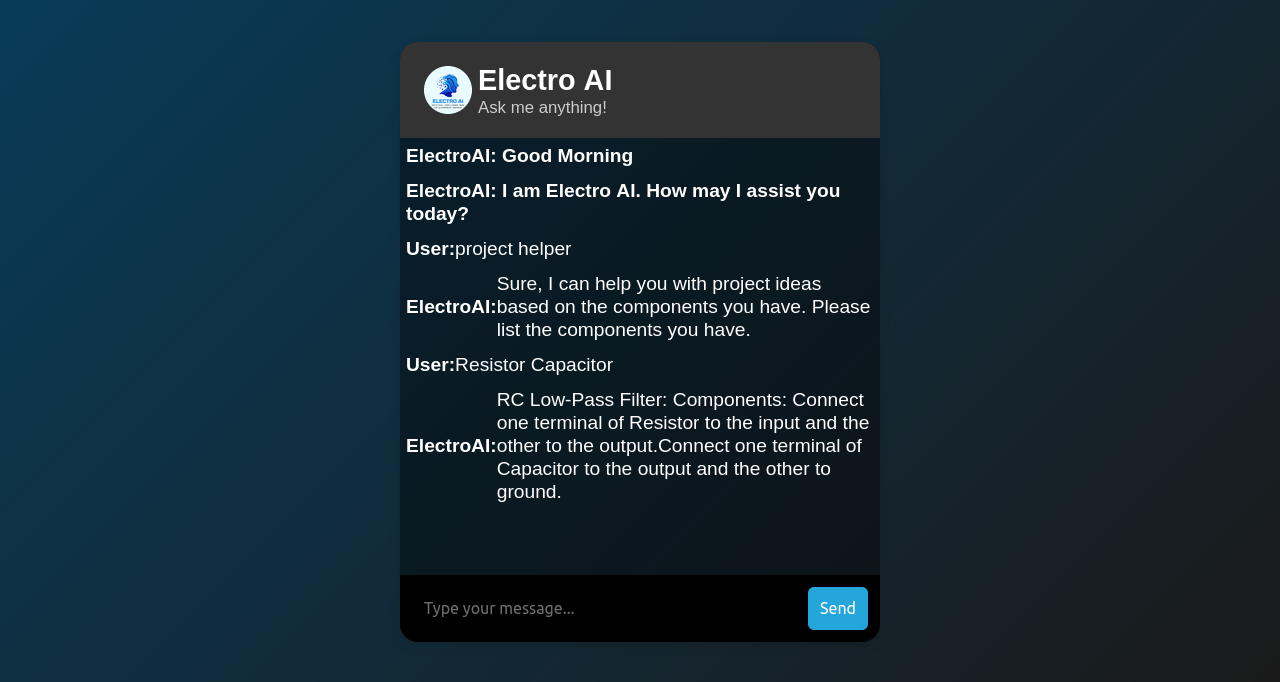 Electro AI
Ask me anything!
ELECTRO AI
ElectroAI: Good Morning
ElectroAI: I am Electro AI. How may I assist you
today?
User:project helper
Sure, I can help you with project ideas
ElectroAI:based on the components you have. Please
list the components you have.
User:Resistor Capacitor
RC Low-Pass Filter: Components: Connect
one terminal of Resistor to the input and the
ElectroAI:other to the output.Connect one terminal of
Capacitor to the output and the other to
ground.
Type your message...
Send